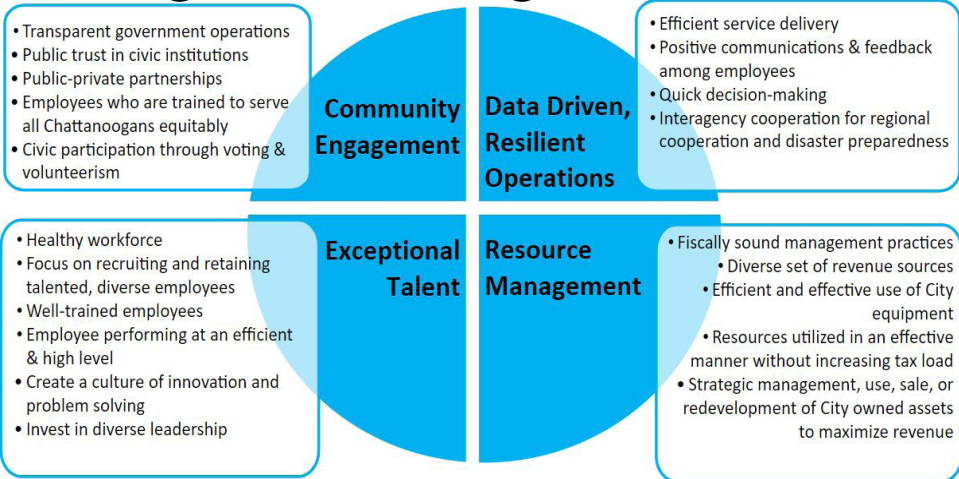 • Transparent government operations
• Public trust in civic institutions
• Public-private partnerships
• Employees who are trained to serve
all Chattanoogans equitably
• Civic participation through voting &
volunteerism
Community
Engagement
Data Driven,
Resilient
Operations
• Efficient service delivery
• Positive communications & feedback
among employees
• Quick decision-making
• Interagency cooperation for regional
cooperation and disaster preparedness
• Healthy workforce
• Focus on recruiting and retaining
talented, diverse employees
• Well-trained employees
• Employee performing at an efficient
& high level
• Create a culture of innovation and
problem solving
• Invest in diverse leadership
Exceptional
Talent
Resource
Management
• Fiscally sound management practices
• Diverse set of revenue sources
• Efficient and effective use of City
equipment
• Resources utilized in an effective
manner without increasing tax load
• Strategic management, use, sale, or
redevelopment of City owned assets
to maximize revenue